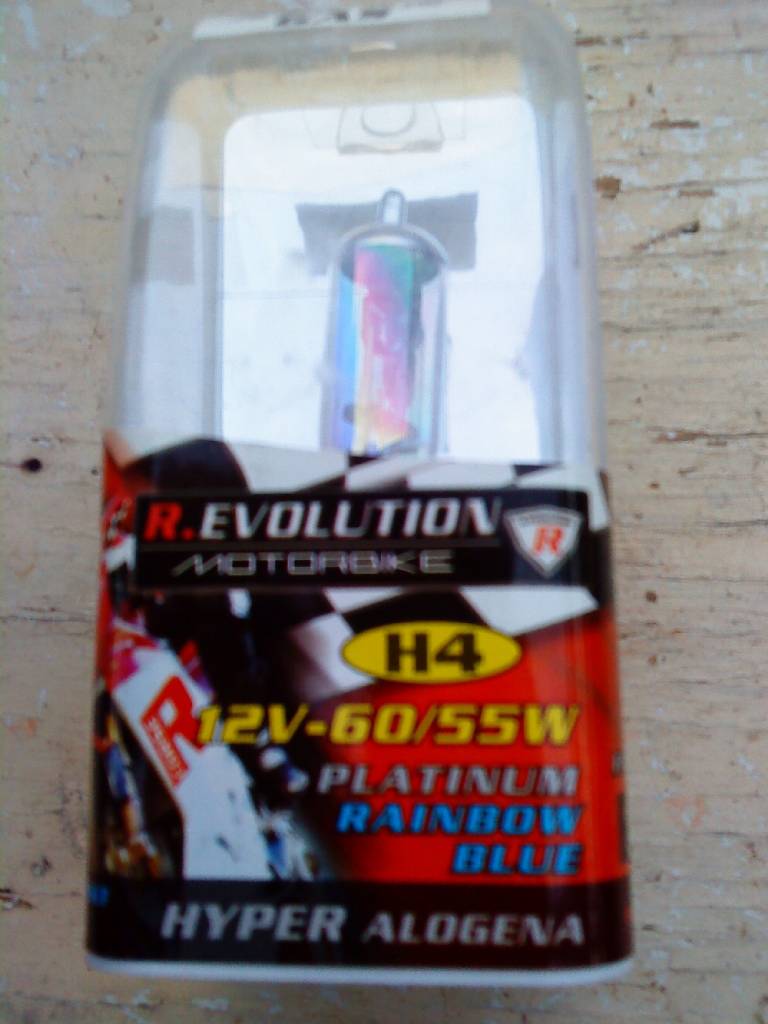 R.EVOLUTION
R
MOTORBIKE
H4
12V-60/55W
PLATINUM
RAINBOW
BLUE
HYPER ALOGENA